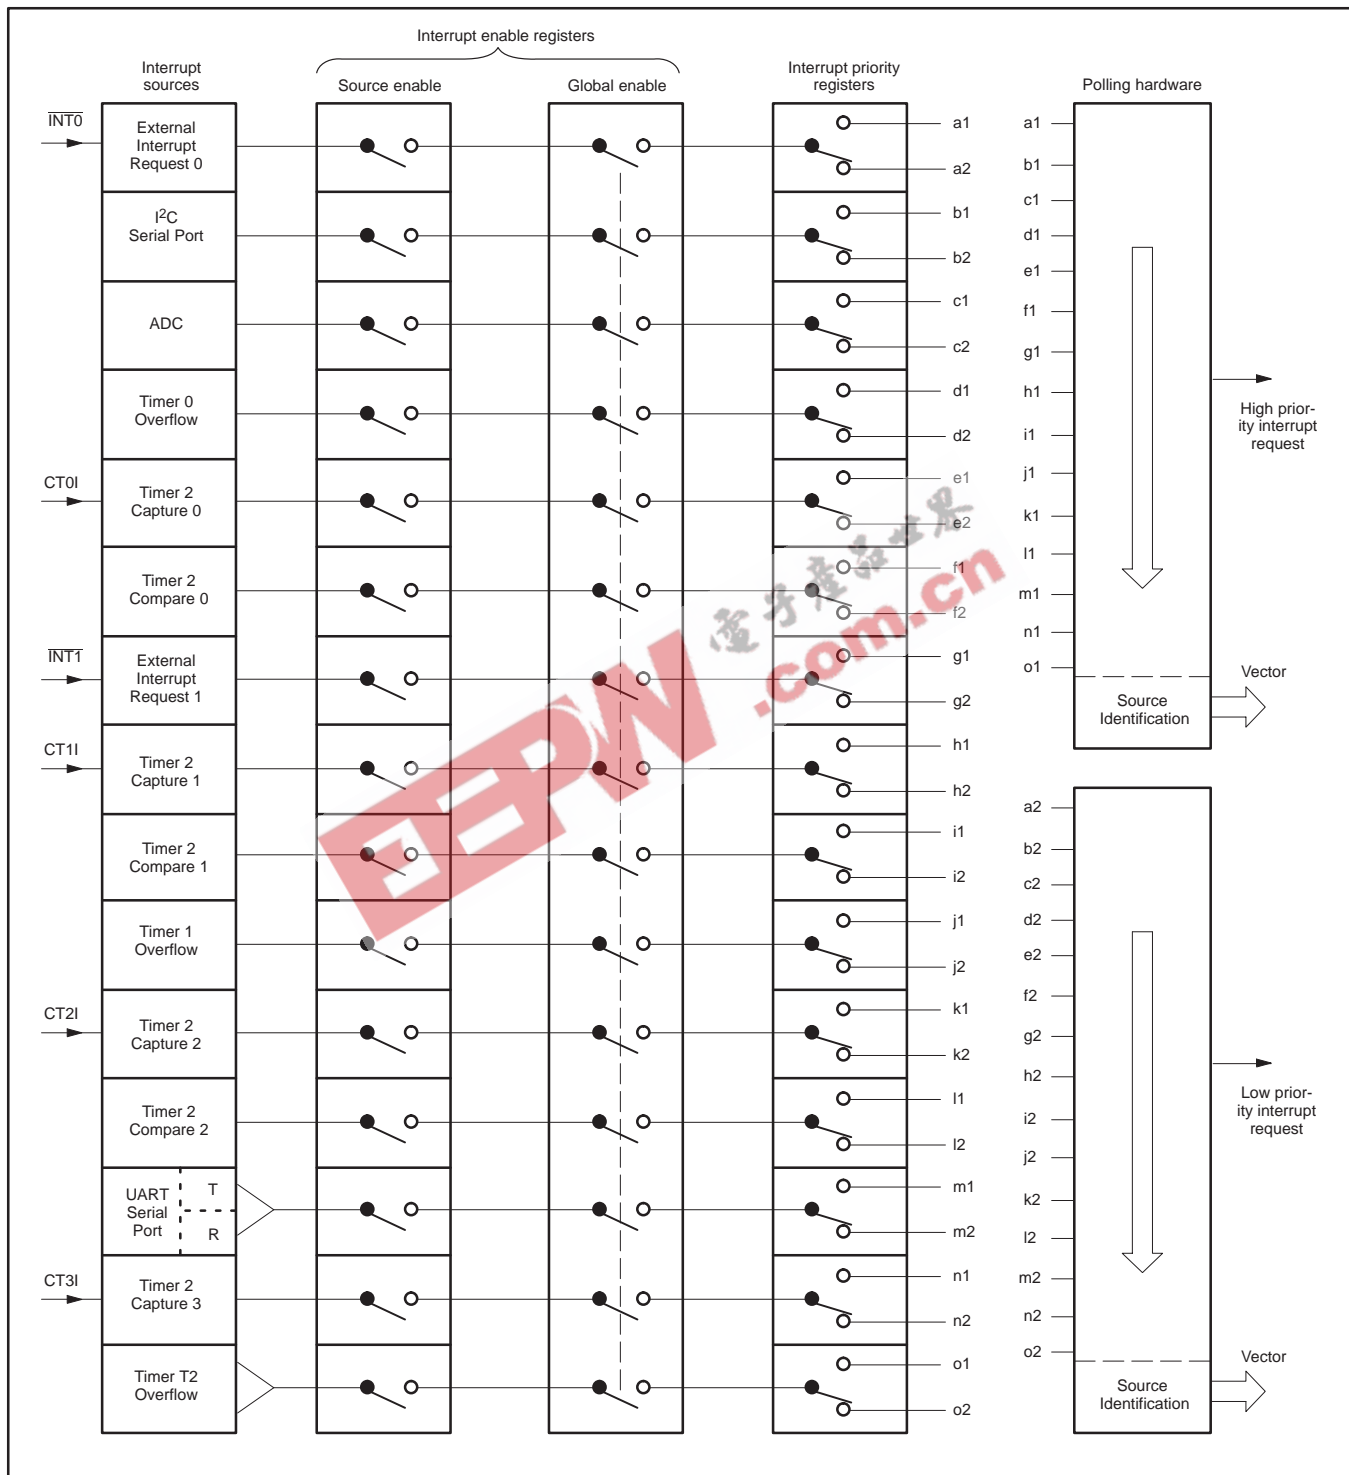 Interrupt enable registers
Interrupt
sources
Source enable
Global enable
Interrupt priority
registers
Polling hardware
INT0
External
Interrupt
Request 0
a1
a2
I2C
Serial Port
b1
b2
ADC
c1
c2
Timer 0
Overflow
d1
d2
CT0I
Timer 2
Capture 0
e1
e2
Timer 2
Compare 0
f1
f2
INT1
External
Interrupt
Request 1
g1
g2
CT1I
Timer 2
Capture 1
h1
h2
Timer 2
Compare 1
i1
i2
Timer 1
Overflow
j1
j2
CT2I
Timer 2
Capture 2
k1
k2
Timer 2
Compare 2
l1
l2
UART
Serial
Port
T
R
m1
m2
CT3I
Timer 2
Capture 3
n1
n2
Timer T2
Overflow
o1
o2
a1
b1
c1
d1
e1
f1
g1
h1
i1
j1
k1
l1
m1
n1
o1
High prior-
ity interrupt
request
Source
Identification
Vector
a2
b2
c2
d2
e2
f2
g2
h2
i2
j2
k2
l2
m2
n2
o2
Low prior-
ity interrupt
request
Source
Identification
Vector
EEPW
.com.cn
電子產品世界